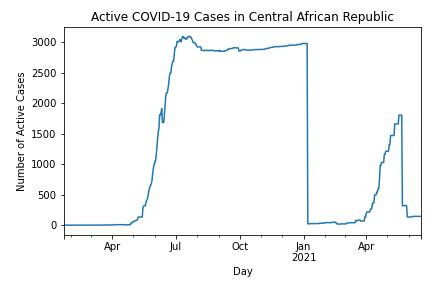 Active COVID-19 Cases in Central African Republic
Number of Active Cases
3000
2500
2000
1500
1000
500
0
Apr
Jul
Oct
Jan
2021
Apr
Day